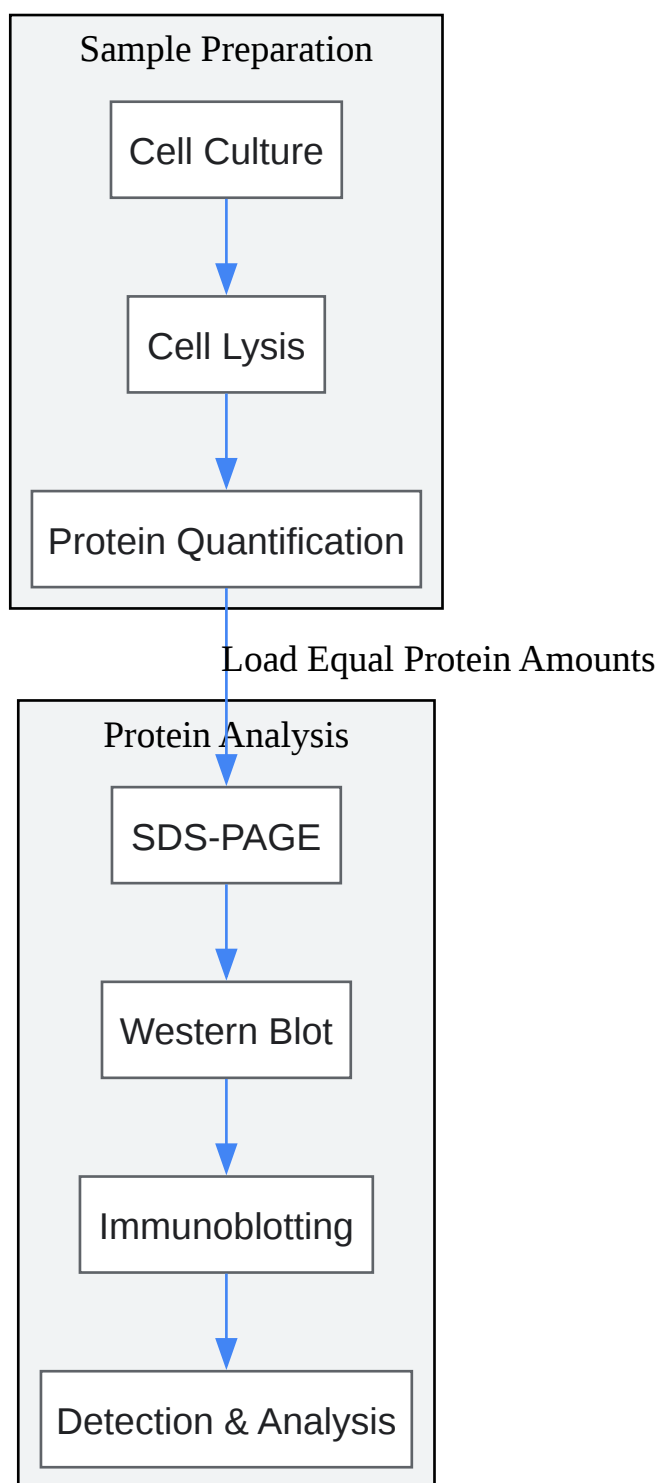 Sample Preparation
Cell Culture
Cell Lysis
Protein Quantification
Load Equal Protein Amounts
Protein Analysis
SDS-PAGE
Western Blot
Immunoblotting
Detection & Analysis